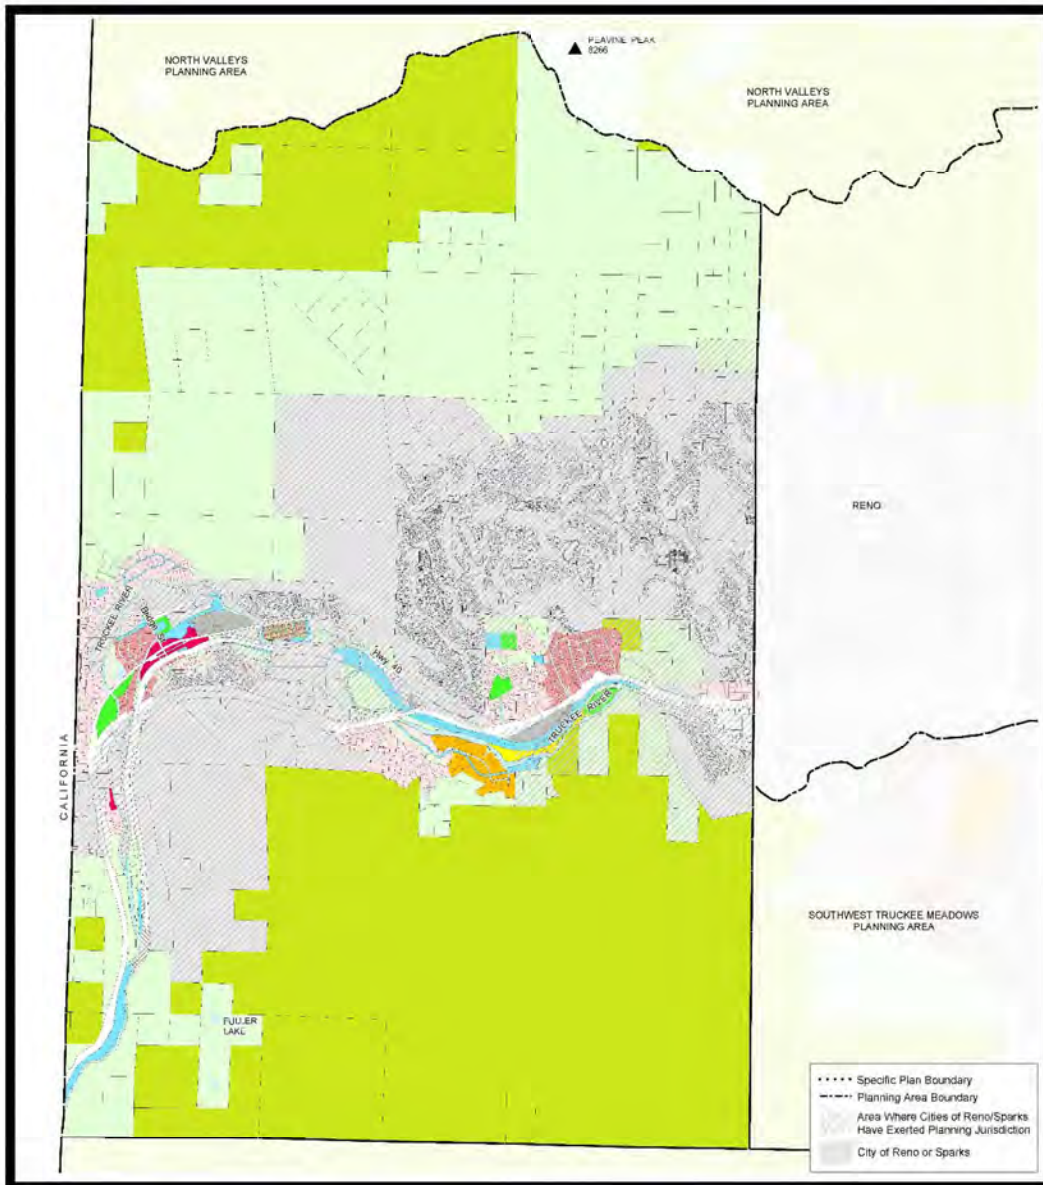 PEAVINE PEAK
8266
NORTH VALLEYS
PLANNING AREA
NORTH VALLEYS
PLANNING AREA
RENO
TRUCKEE RIVER
Bridge St
Hwy 40
TRUCKEE RIVER
CALIFORNIA
SOUTHWEST TRUCKEE MEADOWS
PLANNING AREA
FULLER
LAKE
Specific Plan Boundary
Planning Area Boundary
Area Where Cities of Reno/Sparks
Have Exerted Planning Jurisdiction
City of Reno or Sparks